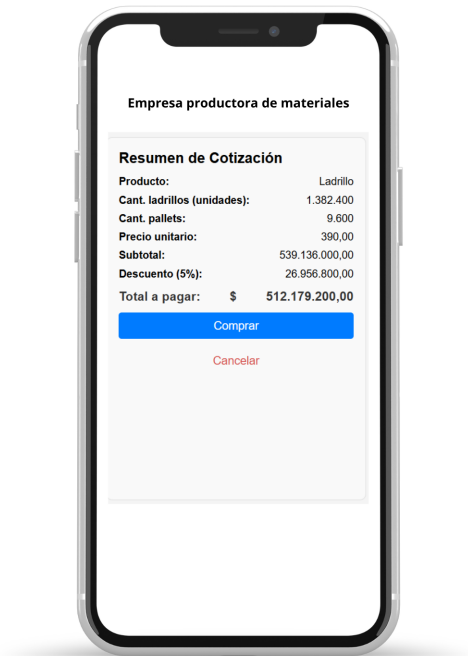 Empresa productora de materiales
Resumen de Cotización
Producto: Ladrillo
Cant. ladrillos (unidades): 1.382.400
Cant. pallets: 9.600
Precio unitario: 390,00
Subtotal: 539.136.000,00
Descuento (5%): 26.956.800,00
Total a pagar: $ 512.179.200,00
Comprar
Cancelar